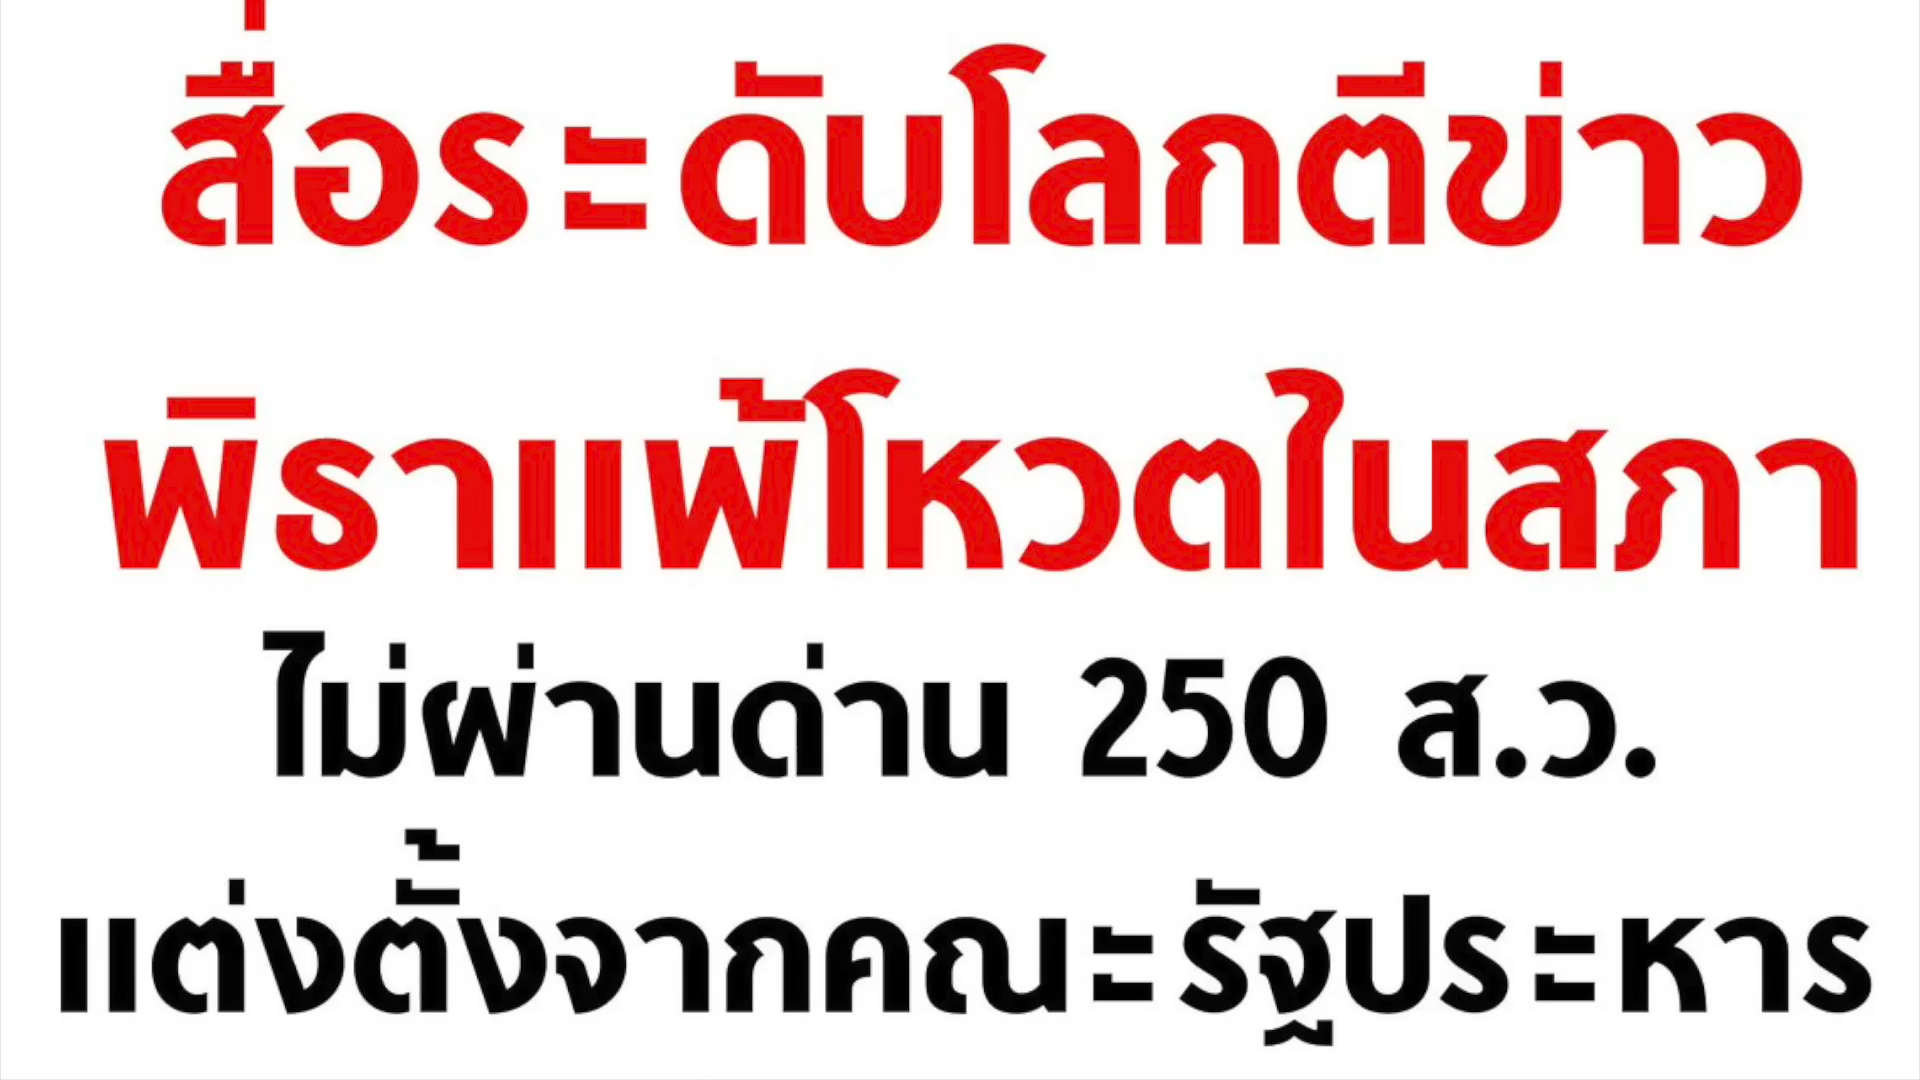 สื่อระดับโลกตีข่าว
พิธาแพ้โหวตในสภา
ไม่ผ่านด่าน 250 ส.ว.
แต่งตั้งจากคณะรัฐประหาร